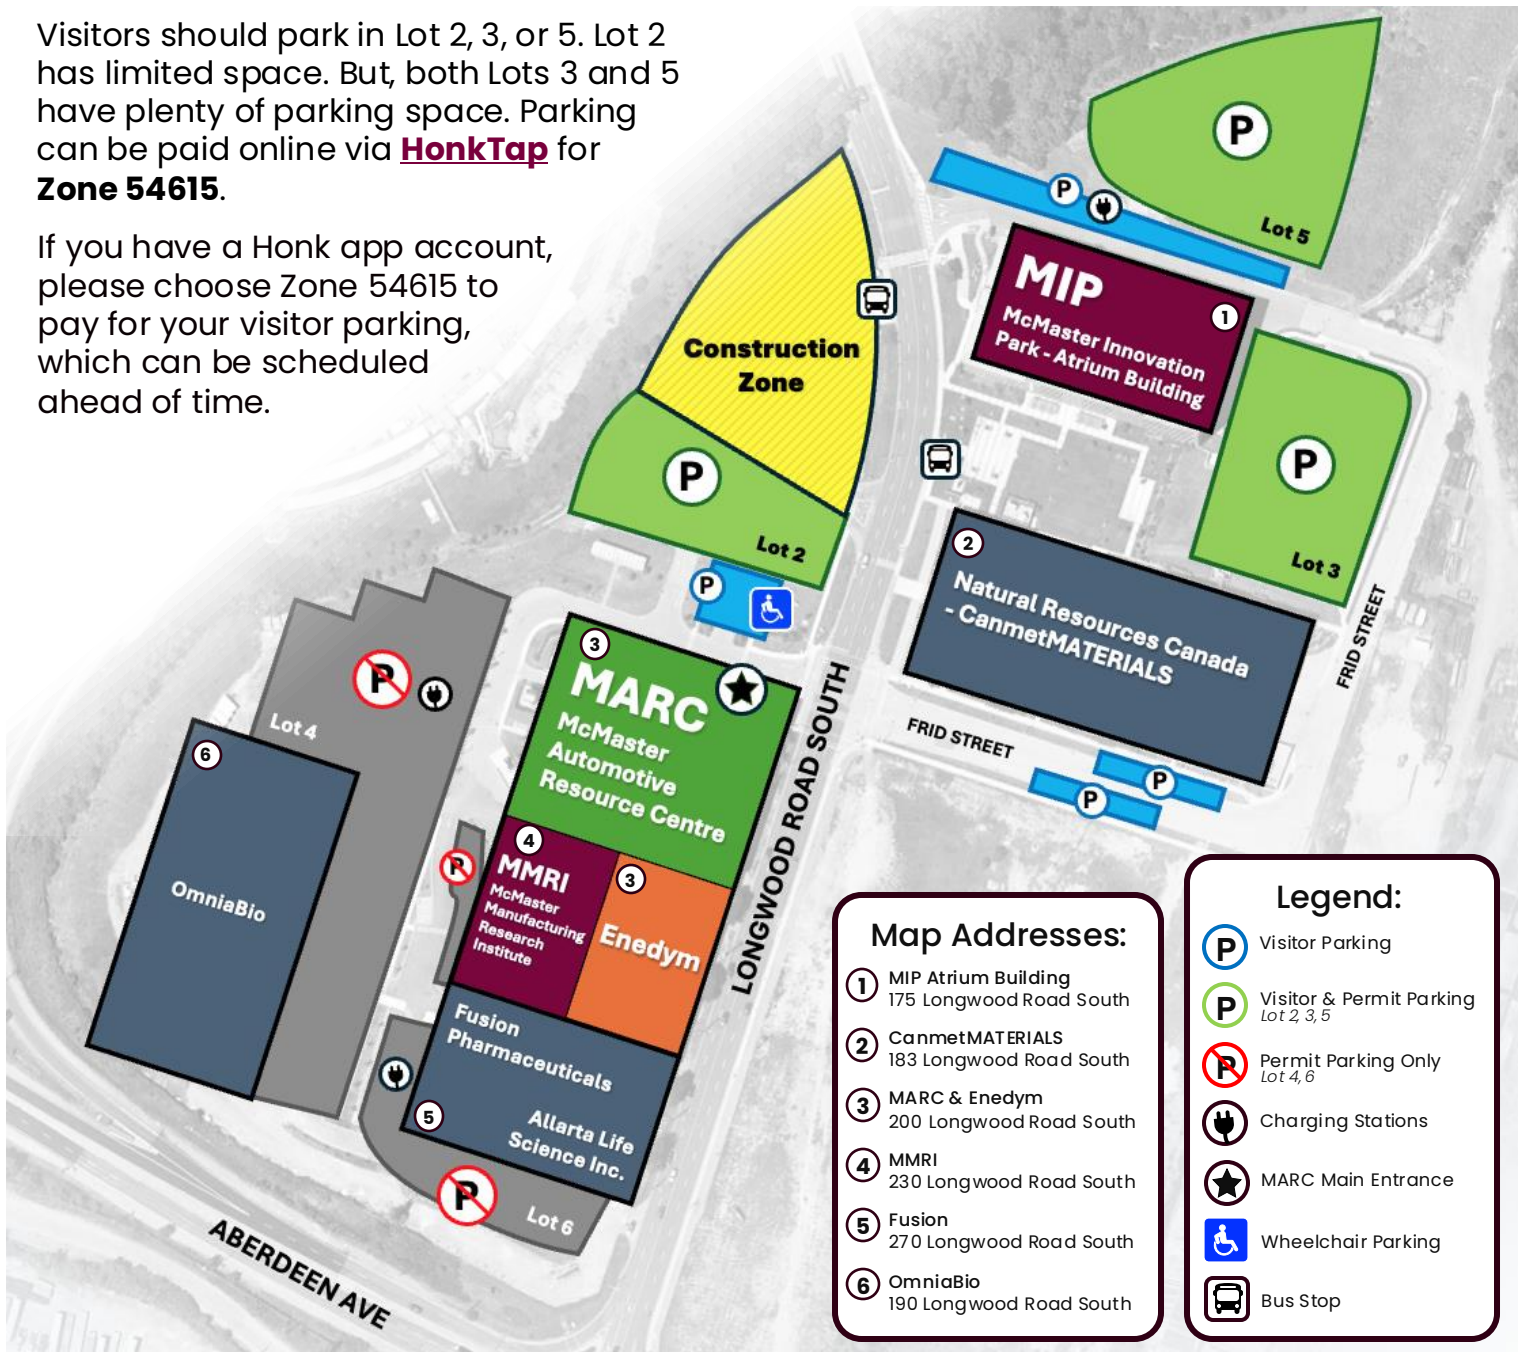 Visitors should park in Lot 2, 3, or 5. Lot 2
has limited space. But, both Lots 3 and 5
have plenty of parking space. Parking
can be paid online via HonkTap for
Zone 54615.
If you have a Honk app account,
please choose Zone 54615 to
pay for your visitor parking,
which can be scheduled
ahead of time.
P
Lot 5
P
MIP
McMaster Innovation
Park - Atrium Building
1
Construction
Zone
P
Lot 3
P
Lot 2
P
2
Natural Resources Canada
- CanmetMATERIALS
FRID STREET
FRID STREET
P
P
3
MARC
McMaster
Automotive
Resource Centre
LONGWOOD ROAD SOUTH
P
Lot 4
6
OmniaBio
P
4
MMRI
McMaster
Manufacturing
Research
Institute
3
Enedym
Fusion
Pharmaceuticals
Allarta Life
Science Inc.
5
P
Lot 6
ABERDEEN AVE
Map Addresses:
1 MIP Atrium Building
175 Longwood Road South
2 CanmetMATERIALS
183 Longwood Road South
3 MARC & Enedym
200 Longwood Road South
4 MMRI
230 Longwood Road South
5 Fusion
270 Longwood Road South
6 OmniaBio
190 Longwood Road South
Legend:
P Visitor Parking
P Visitor & Permit Parking
Lot 2, 3, 5
P Permit Parking Only
Lot 4, 6
Charging Stations
MARC Main Entrance
Wheelchair Parking
Bus Stop